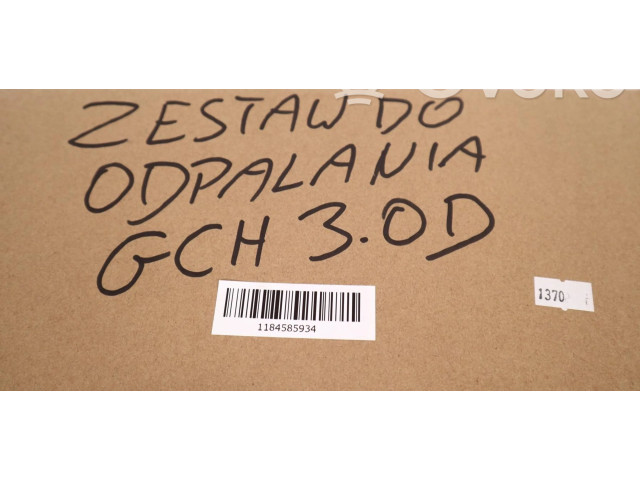 ZESTAW DO
ODPALANIA
GCH 3.0D
1184585934
1370